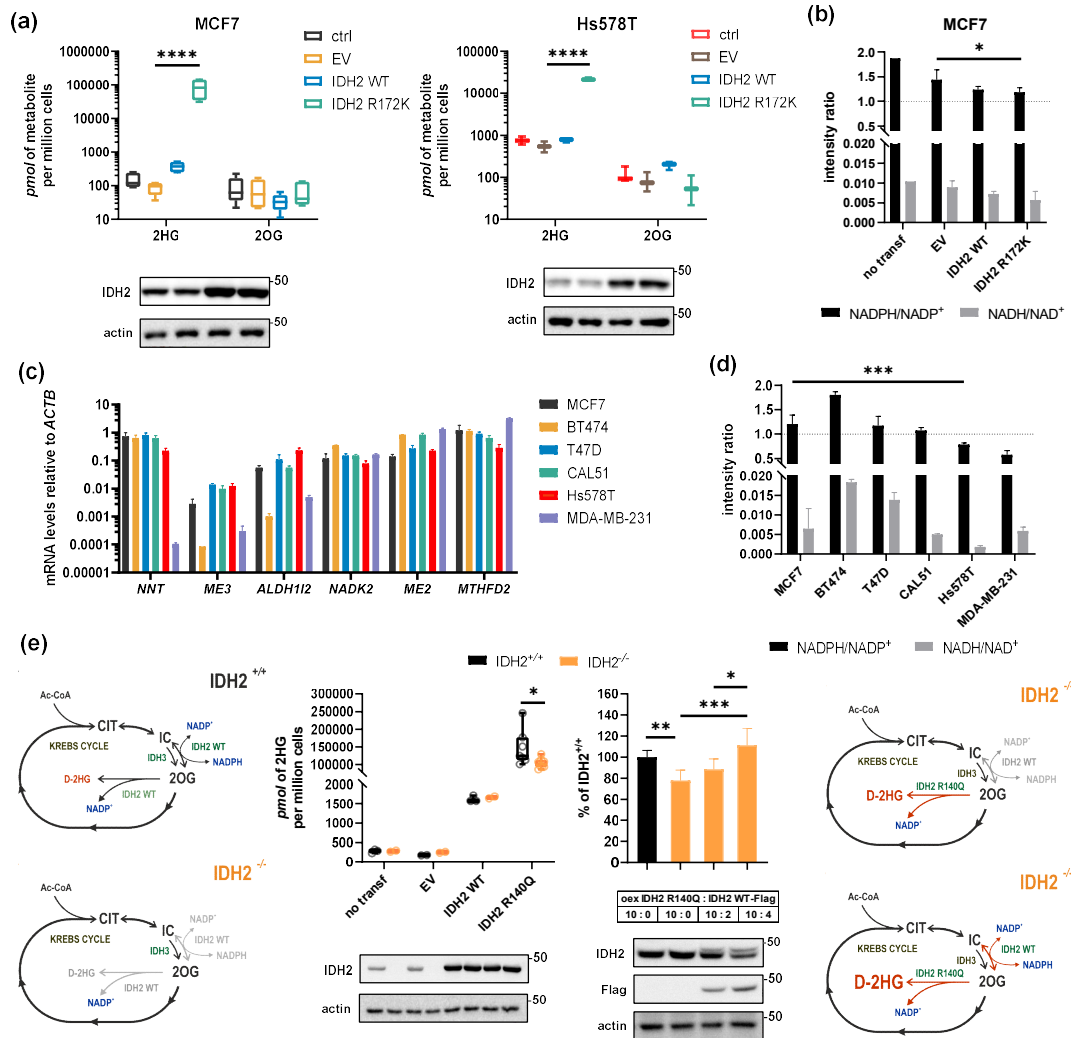 (a)
MCF7
pmol of metabolite
per million cells
1000000
100000
10000
1000
100
10
****
2HG
2OG
ctrl
EV
IDH2 WT
IDH2 R172K
IDH2
50
actin
50
Hs578T
pmol of metabolite
per million cells
1000000
100000
10000
1000
100
10
****
2HG
2OG
ctrl
EV
IDH2 WT
IDH2 R172K
IDH2
50
actin
50
(b)
MCF7
intensity ratio
2.0
1.5
1.0
0.5
0.020
0.015
0.010
0.005
0.000
*
no transf
EV
IDH2 WT
IDH2 R172K
NADPH/NADP+
NADH/NAD+
(c)
mRNA levels relative to ACTB
10
1
0.1
0.01
0.001
0.0001
0.00001
NNT
ME3
ALDH1l2
NADK2
ME2
MTHFD2
MCF7
BT474
T47D
CAL51
Hs578T
MDA-MB-231
(d)
intensity ratio
2.0
1.5
1.0
0.5
0.020
0.015
0.010
0.005
0.000
***
MCF7
BT474
T47D
CAL51
Hs578T
MDA-MB-231
NADPH/NADP+
NADH/NAD+
(e)
IDH2 +/+
Ac-CoA
CIT
IC
NADP+
KREBS CYCLE
IDH3
IDH2 WT
NADPH
D-2HG
2OG
IDH2 WT
NADP+
IDH2 -/-
Ac-CoA
CIT
IC
NADP+
KREBS CYCLE
IDH3
IDH2 WT
NADPH
D-2HG
2OG
IDH2 WT
NADP+
IDH2+/+
IDH2-/-
pmol of 2HG
per million cells
300000
250000
200000
150000
100000
50000
2000
1500
1000
500
0
*
no transf
EV
IDH2 WT
IDH2 R140Q
IDH2
50
actin
50
% of IDH2+/+
160
140
120
100
80
60
40
20
0
**
***
*
oex IDH2 R140Q : IDH2 WT-Flag
10 : 0
10 : 0
10 : 2
10 : 4
IDH2
50
Flag
50
actin
50
IDH2 -/-
Ac-CoA
CIT
IC
NADP+
KREBS CYCLE
IDH3
IDH2 WT
NADPH
D-2HG
IDH2 R140Q
2OG
NADP+
IDH2 -/-
Ac-CoA
CIT
IC
NADP+
KREBS CYCLE
IDH3
IDH2 WT
NADPH
D-2HG
IDH2 R140Q
2OG
NADP+